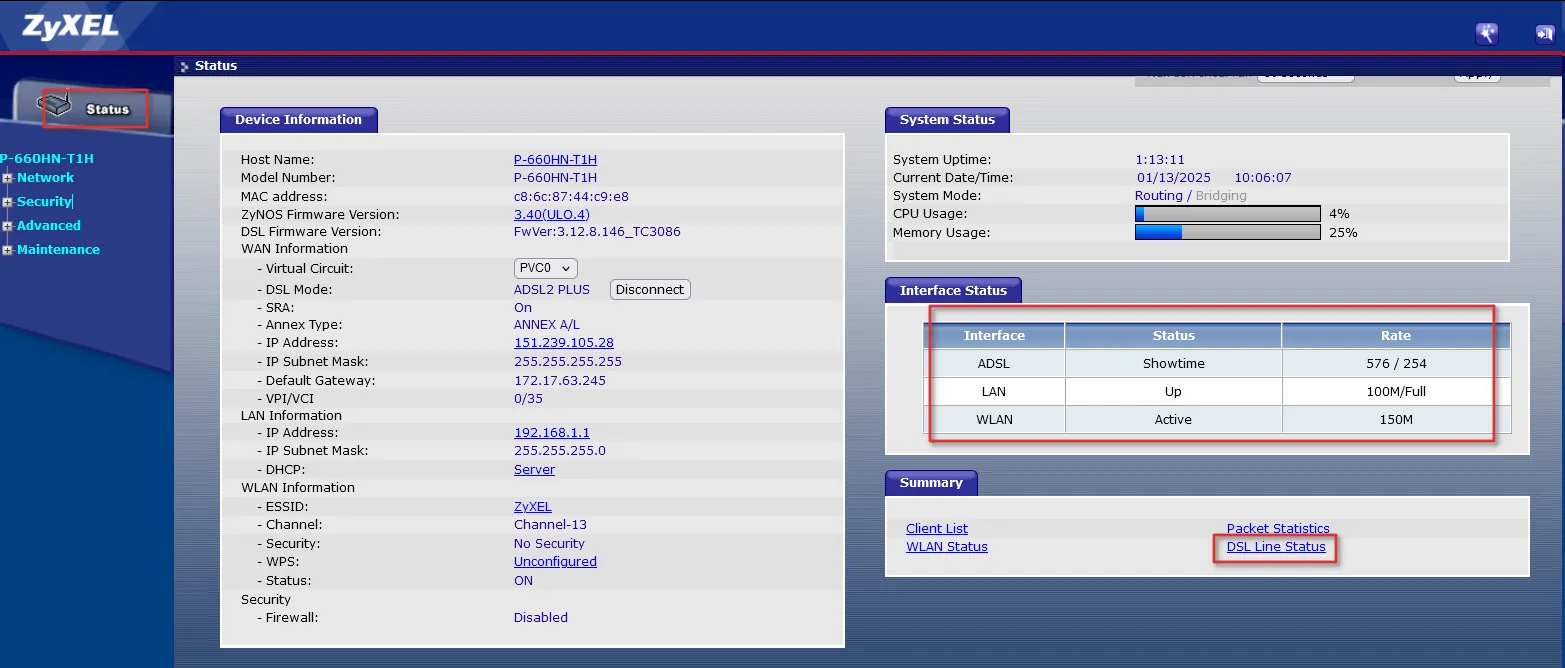 ZyXEL
Status
Status
P-660HN-T1H
Network
Security
Advanced
Maintenance
Device Information
Host Name: P-660HN-T1H
Model Number: P-660HN-T1H
MAC address: c8:6c:87:44:c9:e8
ZyNOS Firmware Version: 3.40(ULO.4)
DSL Firmware Version: FwVer:3.12.8.146_TC3086
WAN Information
- Virtual Circuit: PVC0
- DSL Mode: ADSL2 PLUS Disconnect
- SRA: On
- Annex Type: ANNEX A/L
- IP Address: 151.239.105.28
- IP Subnet Mask: 255.255.255.255
- Default Gateway: 172.17.63.245
- VPI/VCI 0/35
LAN Information
- IP Address: 192.168.1.1
- IP Subnet Mask: 255.255.255.0
- DHCP: Server
WLAN Information
- ESSID: ZyXEL
- Channel: Channel-13
- Security: No Security
- WPS: Unconfigured
- Status: ON
Security
- Firewall: Disabled
System Status
System Uptime: 1:13:11
Current Date/Time: 01/13/2025 10:06:07
System Mode: Routing / Bridging
CPU Usage: 4%
Memory Usage: 25%
Interface Status
Interface Status Rate
ADSL Showtime 576 / 254
LAN Up 100M/Full
WLAN Active 150M
Summary
Client List Packet Statistics
WLAN Status DSL Line Status